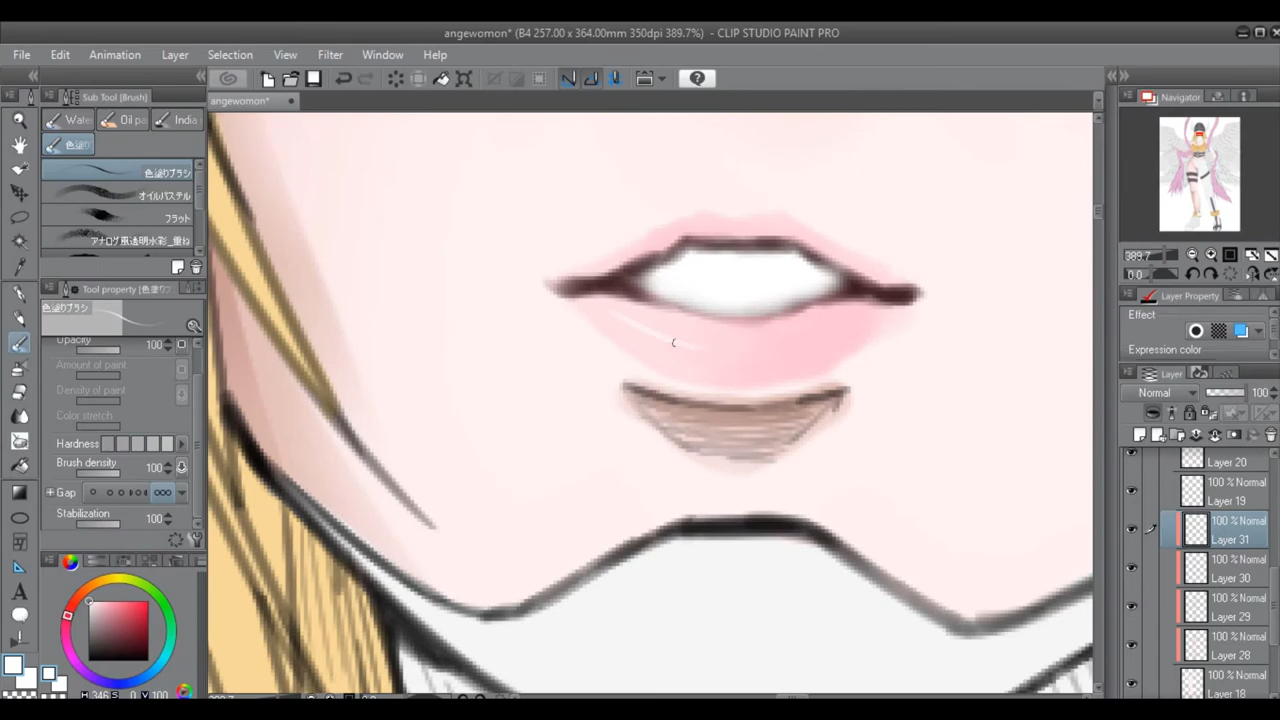 angewomon* (B4 257.00 x 364.00mm 350dpi 389.7%) - CLIP STUDIO PAINT PRO
File Edit Animation Layer Selection View Filter Window Help
Sub Tool [Brush]
angewomon*
Navigator
Wate Oil pa India
色塗り
色塗りブラシ
オイルパステル
フラット
アナログ風透明水彩_重ね
389.7
0.0
Tool property [色塗りブ
Layer Property
色塗りブラシ
Effect
Opacity 100
Expression color
Amount of paint
Layer
Density of paint
Normal 100
Color stretch
Hardness
Brush density 100
Layer 20
Gap
100 % Normal
Layer 19
Stabilization 100
100 % Normal
Layer 31
100 % Normal
Layer 30
100 % Normal
Layer 29
100 % Normal
Layer 28
100 % Normal
Layer 18
H 346 S 0 V 100